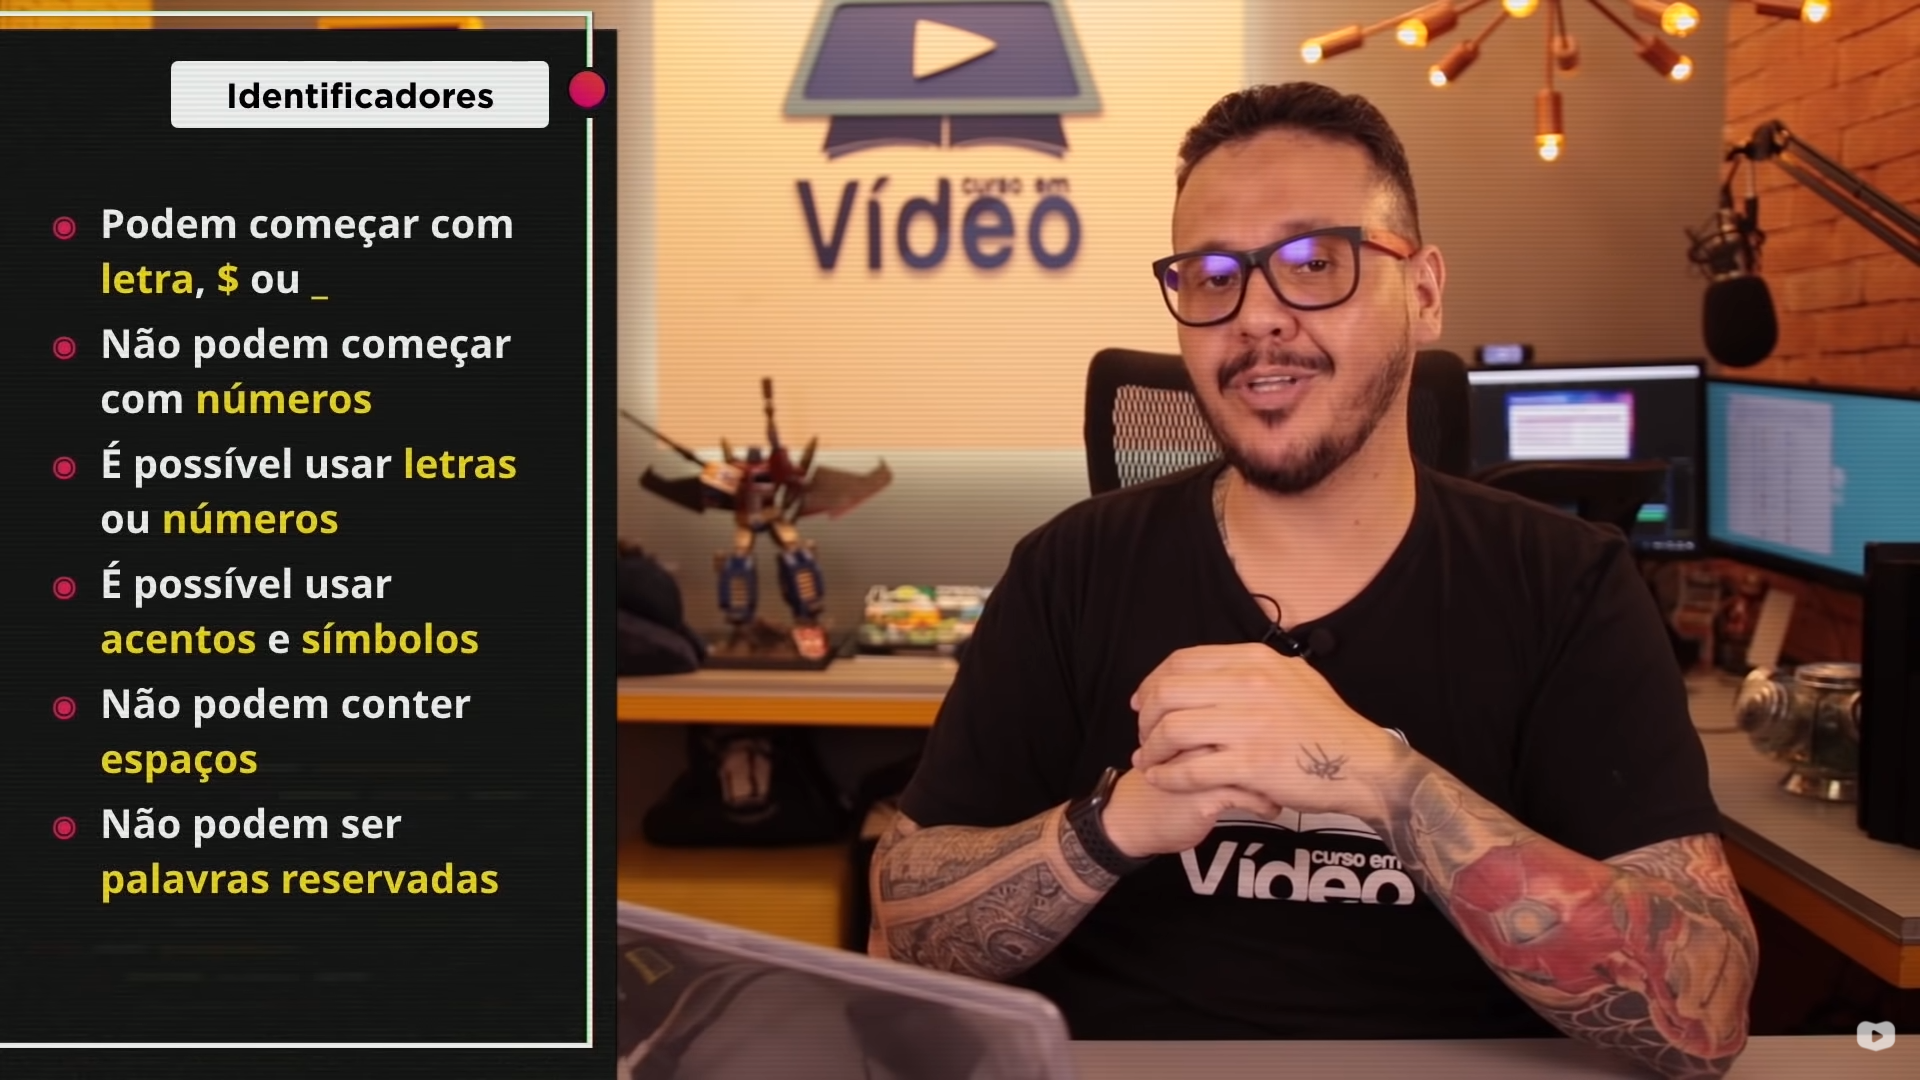 Identificadores
Podem começar com
letra, $ ou _
Não podem começar
com números
É possível usar letras
ou números
É possível usar
acentos e símbolos
Não podem conter
espaços
Não podem ser
palavras reservadas
curso em
Vídeo
curso em
Vídeo